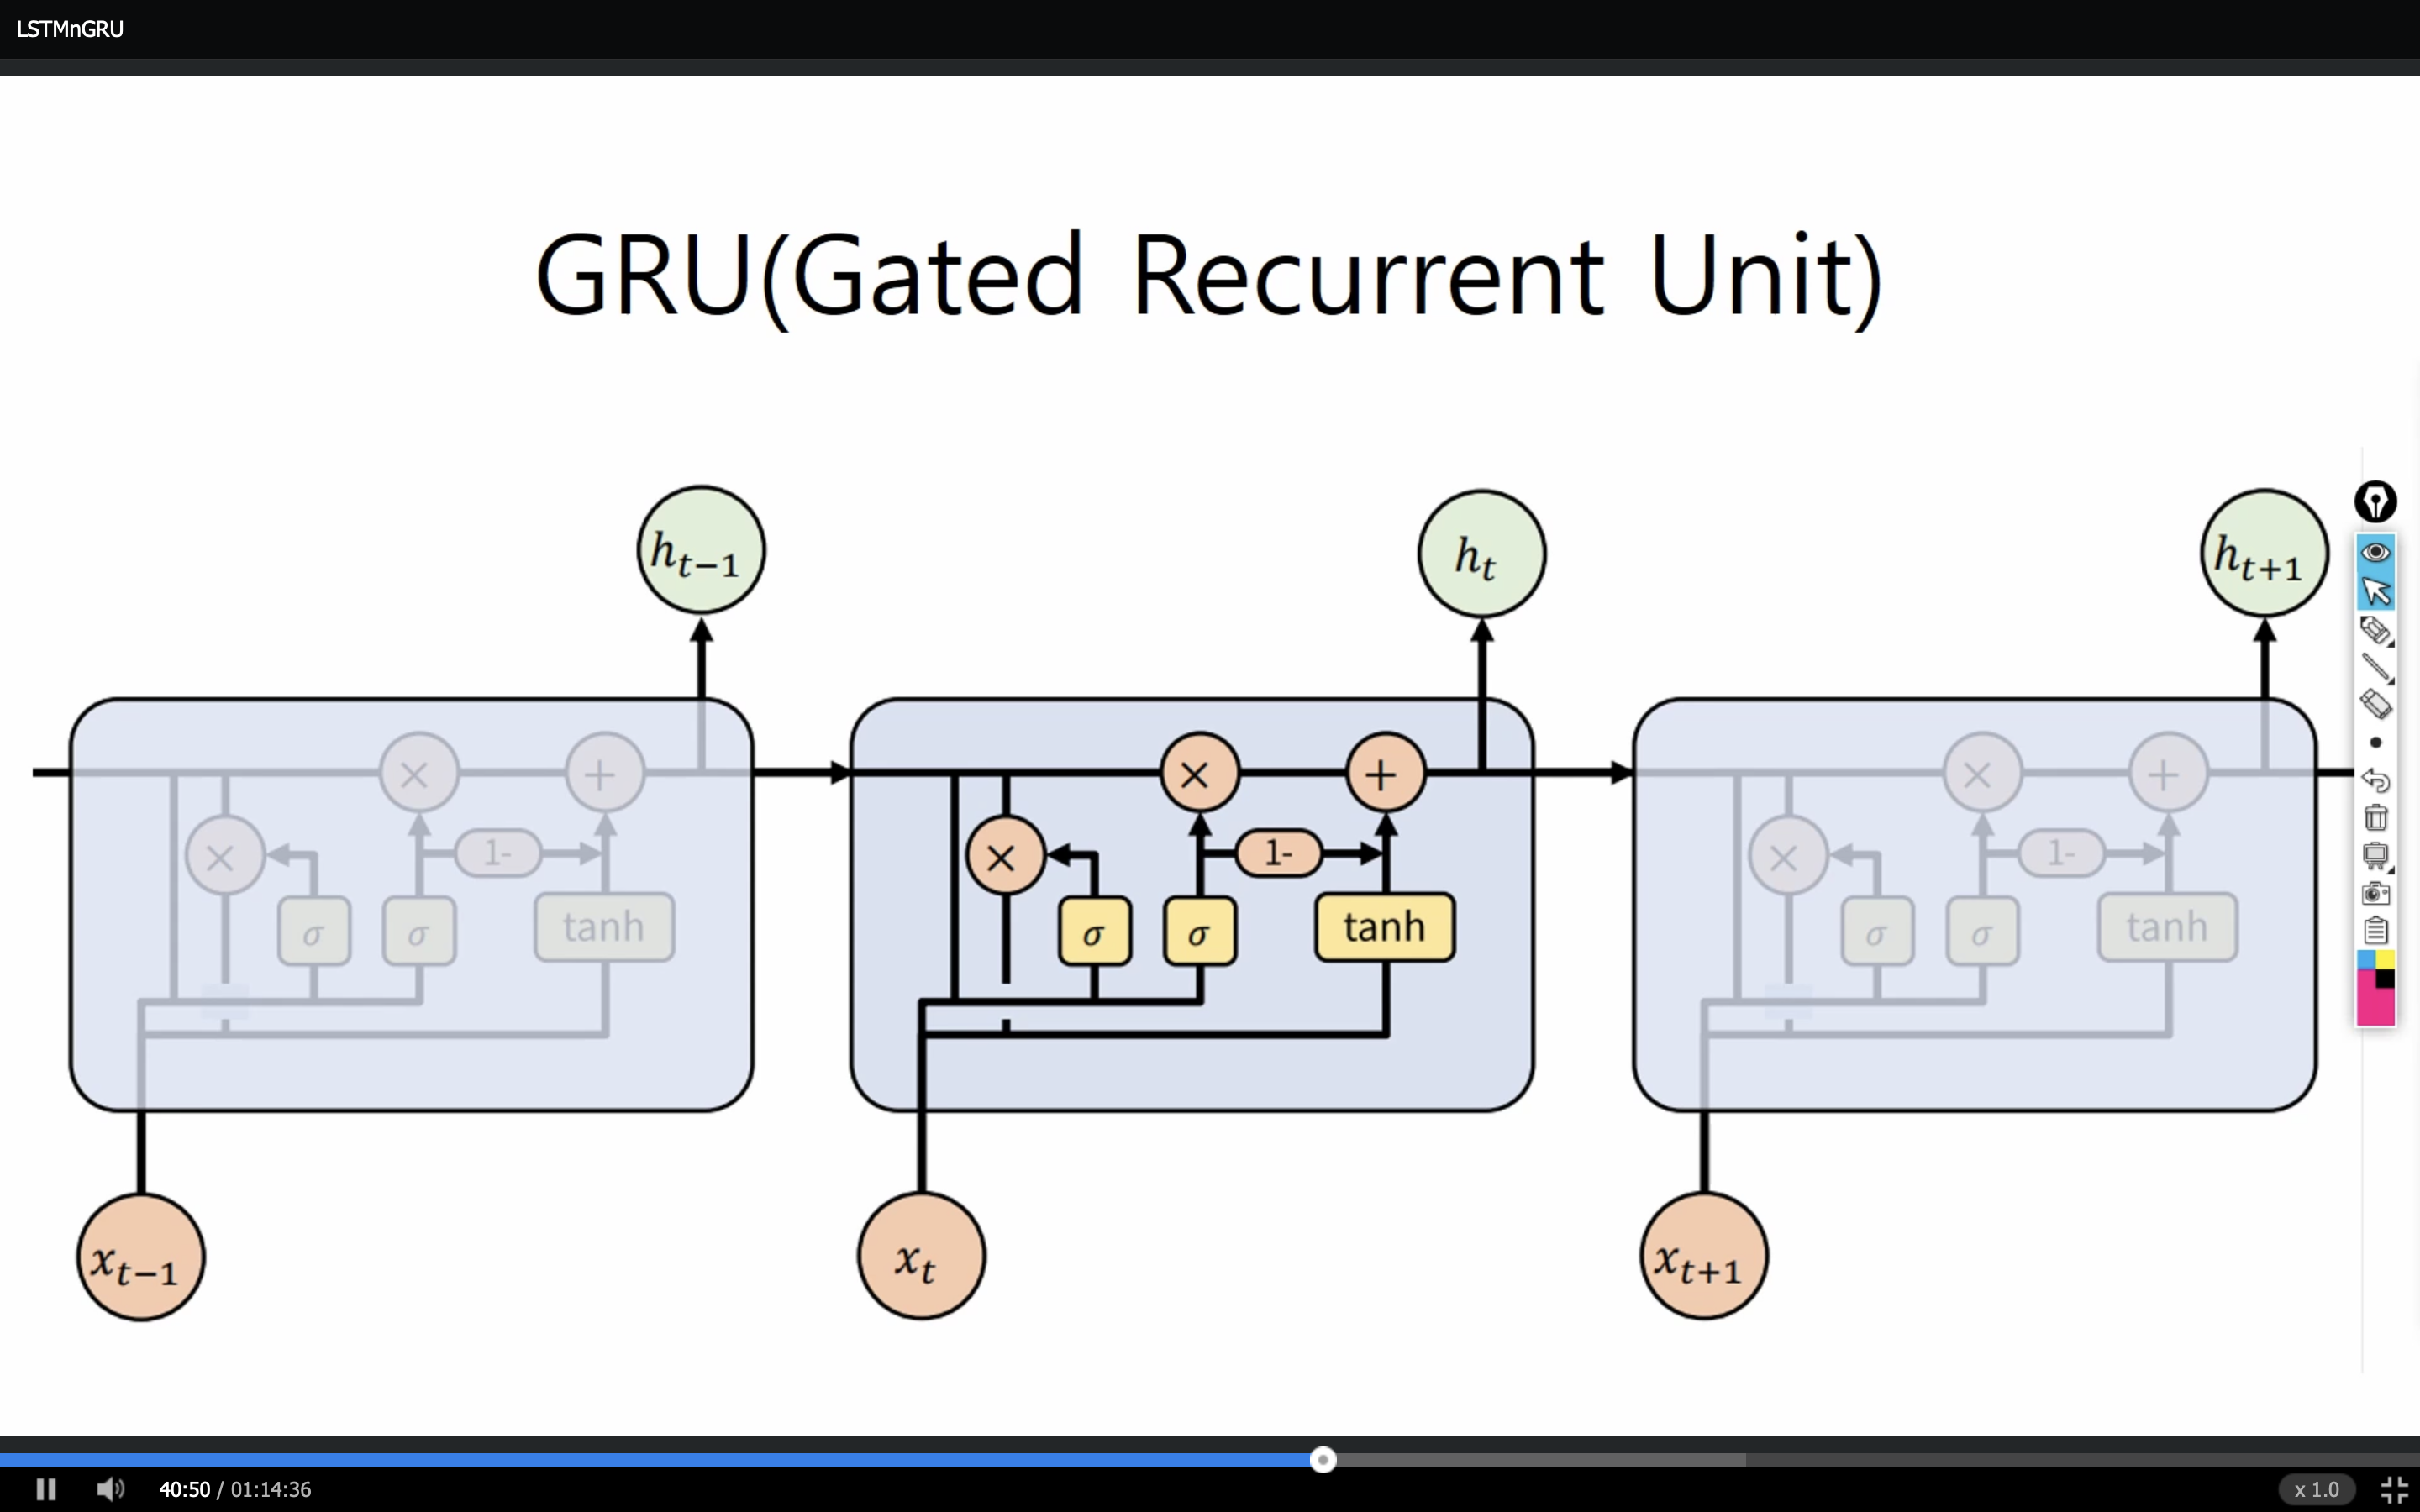 LSTMnGRU
GRU(Gated Recurrent Unit)
h_{t−1}
h_t
h_{t+1}
× +
× + 
× +
× 1-
× 1-
× 1-
σ σ tanh
σ σ tanh
σ σ tanh
x_{t−1}
x_t
x_{t+1}
40:50 / 01:14:36
x 1.0